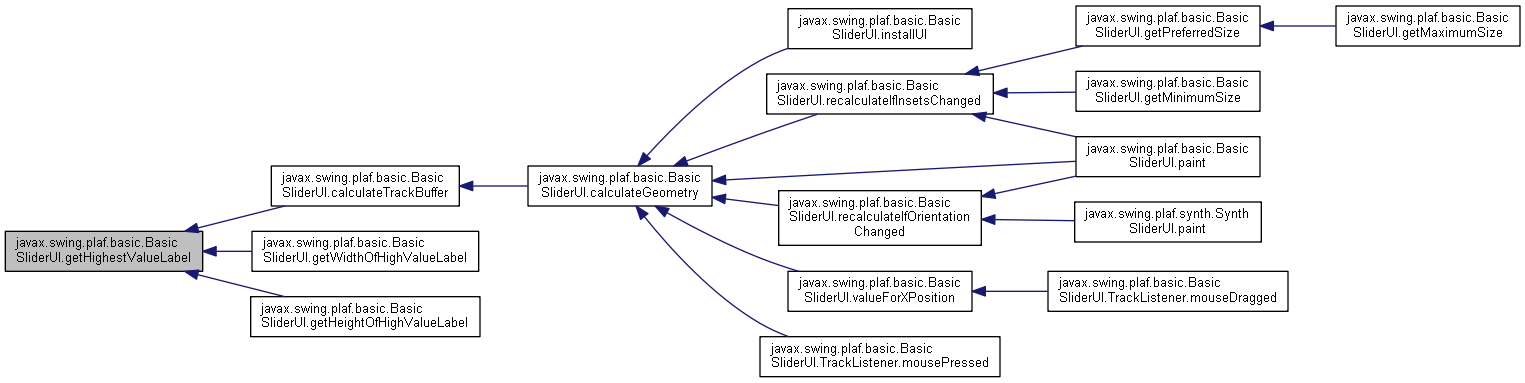 javax.swing.plaf.basic.Basic
SliderUI.getHighestValueLabel
javax.swing.plaf.basic.Basic
SliderUI.calculateTrackBuffer
javax.swing.plaf.basic.Basic
SliderUI.getWidthOfHighValueLabel
javax.swing.plaf.basic.Basic
SliderUI.getHeightOfHighValueLabel
javax.swing.plaf.basic.Basic
SliderUI.calculateGeometry
javax.swing.plaf.basic.Basic
SliderUI.installUI
javax.swing.plaf.basic.Basic
SliderUI.recalculateIfInsetsChanged
javax.swing.plaf.basic.Basic
SliderUI.recalculateIfOrientation
Changed
javax.swing.plaf.basic.Basic
SliderUI.valueForXPosition
javax.swing.plaf.basic.Basic
SliderUI.TrackListener.mousePressed
javax.swing.plaf.basic.Basic
SliderUI.getPreferredSize
javax.swing.plaf.basic.Basic
SliderUI.getMinimumSize
javax.swing.plaf.basic.Basic
SliderUI.paint
javax.swing.plaf.synth.Synth
SliderUI.paint
javax.swing.plaf.basic.Basic
SliderUI.TrackListener.mouseDragged
javax.swing.plaf.basic.Basic
SliderUI.getMaximumSize